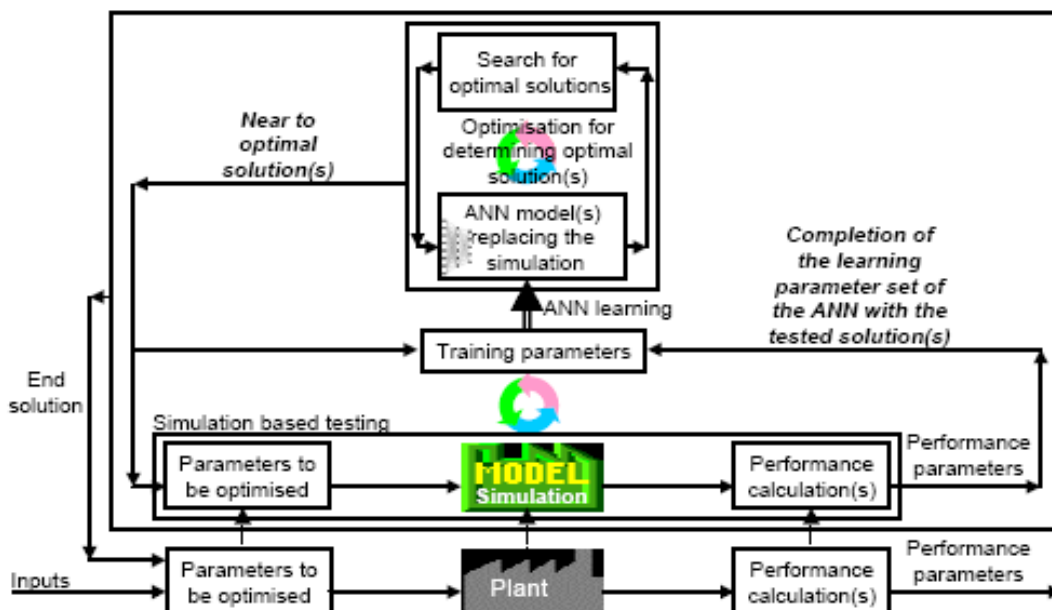 Search for
optimal solutions
Near to
optimal
solution(s)
Optimisation for
determining optimal
solution(s)
ANN model(s)
replacing the
simulation
Completion of
the learning
parameter set of
the ANN with the
tested solution(s)
ANN learning
Training parameters
End
solution
Simulation based testing
Parameters to
be optimised
MODEL
Simulation
Performance
calculation(s)
Performance
parameters
Inputs
Parameters to
be optimised
Plant
Performance
calculation(s)
Performance
parameters